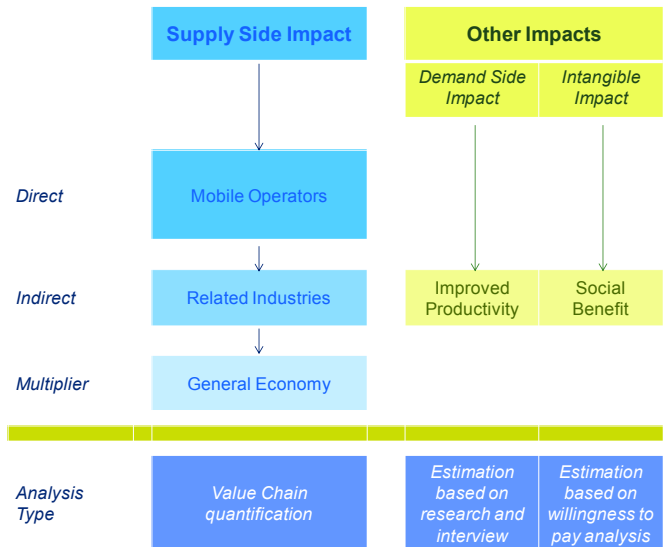 Supply Side Impact
Other Impacts
Demand Side
Impact
Intangible
Impact
Direct
Mobile Operators
Indirect
Related Industries
Improved
Productivity
Social
Benefit
Multiplier
General Economy
Analysis
Type
Value Chain
quantification
Estimation
based on
research and
interview
Estimation
based on
willingness to
pay analysis